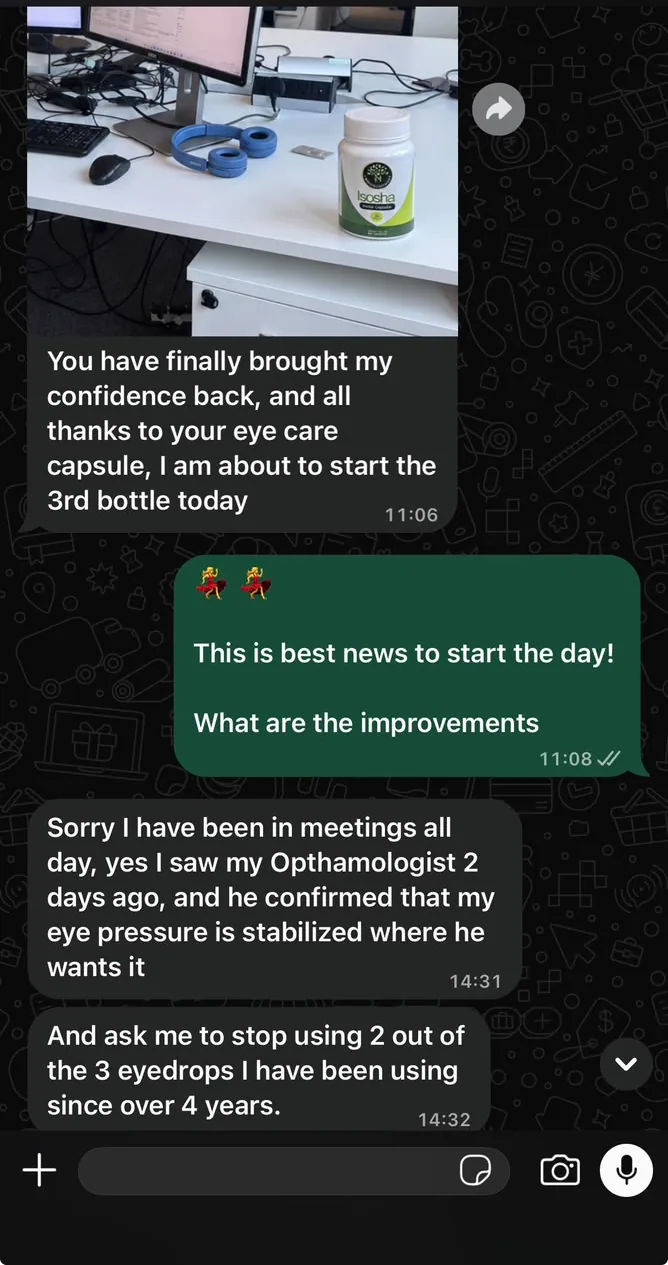 Isosha
You have finally brought my
confidence back, and all
thanks to your eye care
capsule, I am about to start the
3rd bottle today
11:06
💃 💃
This is best news to start the day!
What are the improvements
11:08
Sorry I have been in meetings all
day, yes I saw my Opthamologist 2
days ago, and he confirmed that my
eye pressure is stabilized where he
wants it
14:31
And ask me to stop using 2 out of
the 3 eyedrops I have been using
since over 4 years.
14:32